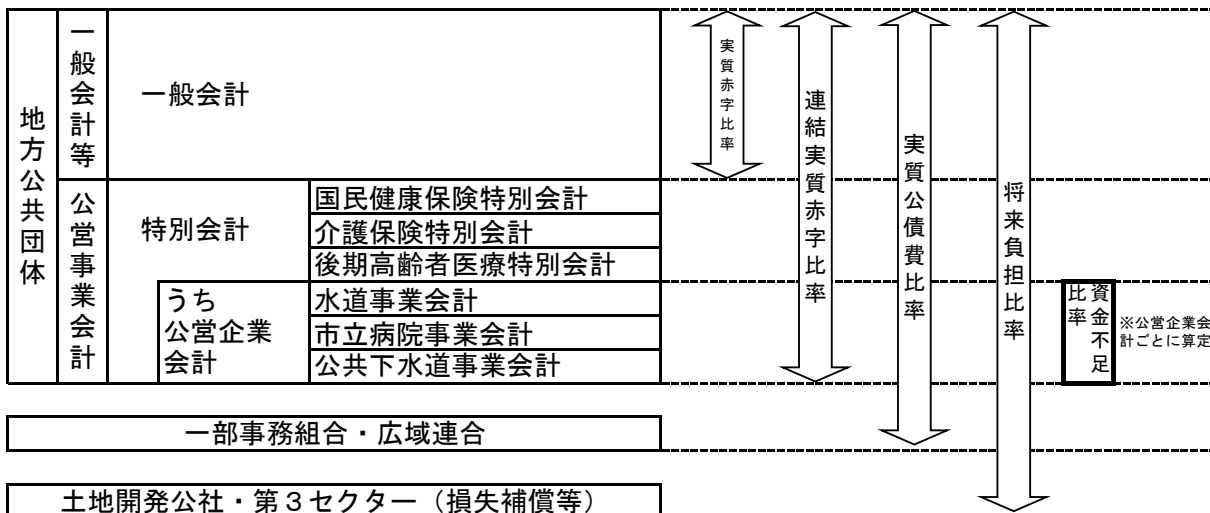 地方公共団体
一般会計等
一般会計
公営事業会計
特別会計
国民健康保険特別会計
介護保険特別会計
後期高齢者医療特別会計
うち
公営企業
会計
水道事業会計
市立病院事業会計
公共下水道事業会計
一部事務組合・広域連合
土地開発公社・第３セクター（損失補償等）
実質赤字比率
連結実質赤字比率
実質公債費比率
将来負担比率
資金不足
比率
※公営企業会
計ごとに算定